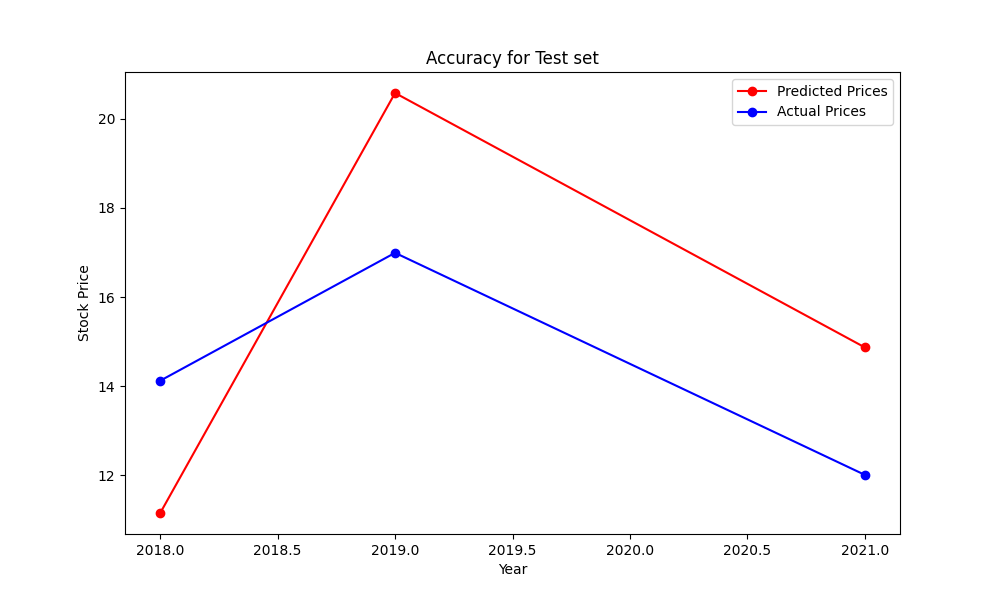 Accuracy for Test set
Predicted Prices
Actual Prices
Stock Price
20
18
16
14
12
2018.0 2018.5 2019.0 2019.5 2020.0 2020.5 2021.0
Year